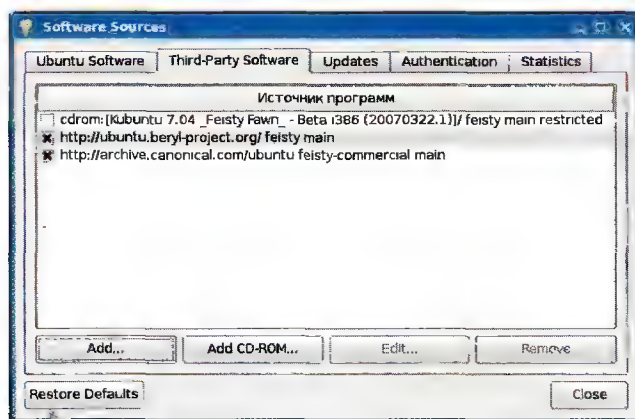 Software Sources
Ubuntu Software Third-Party Software Updates Authentication Statistics
Источник программ
cdrom:[Kubuntu 7.04 _Feisty Fawn_ - Beta i386 (20070322.1)]/ feisty main restricted
http://ubuntu.beryl-project.org/ feisty main
http://archive.canonical.com/ubuntu feisty-commercial main
Add... Add CD-ROM... Edit... Remove
Restore Defaults Close